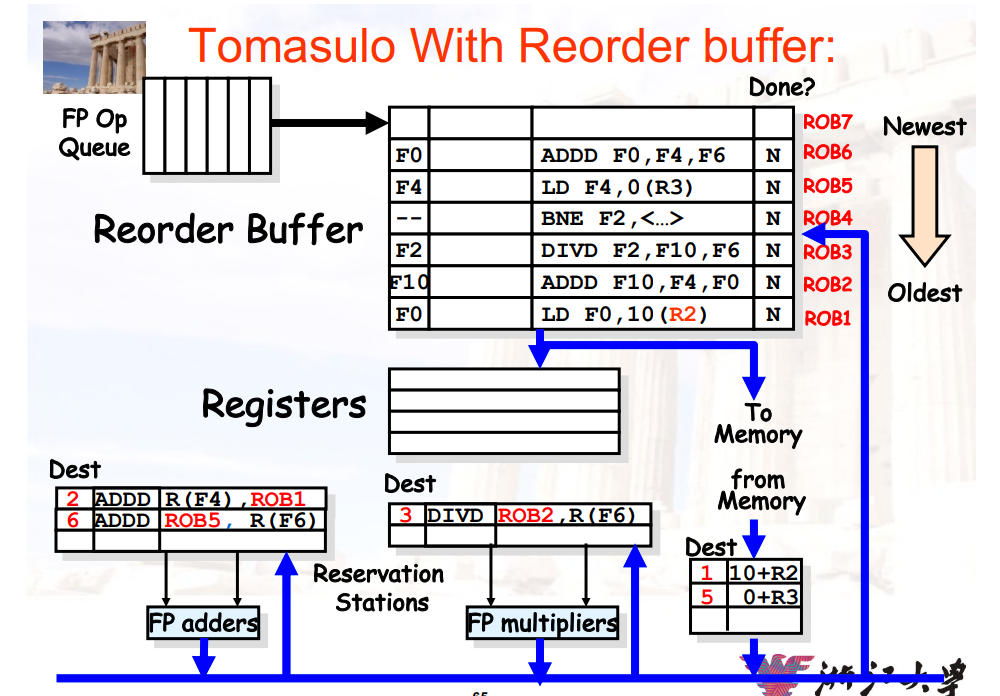 Tomasulo With Reorder buffer:
Done?
FP Op
Queue
ROB7
Newest
F0 ADDD F0,F4,F6 N ROB6
F4 LD F4,0(R3) N ROB5
-- BNE F2,<…> N ROB4
Reorder Buffer
F2 DIVD F2,F10,F6 N ROB3
F10 ADDD F10,F4,F0 N ROB2
Oldest
F0 LD F0,10(R2) N ROB1
Registers
To
Memory
from
Memory
Dest
2 ADDD R(F4),ROB1
6 ADDD ROB5, R(F6)
Dest
3 DIVD ROB2,R(F6)
Dest
1 10+R2
5 0+R3
Reservation
Stations
FP adders
FP multipliers
浙江大学